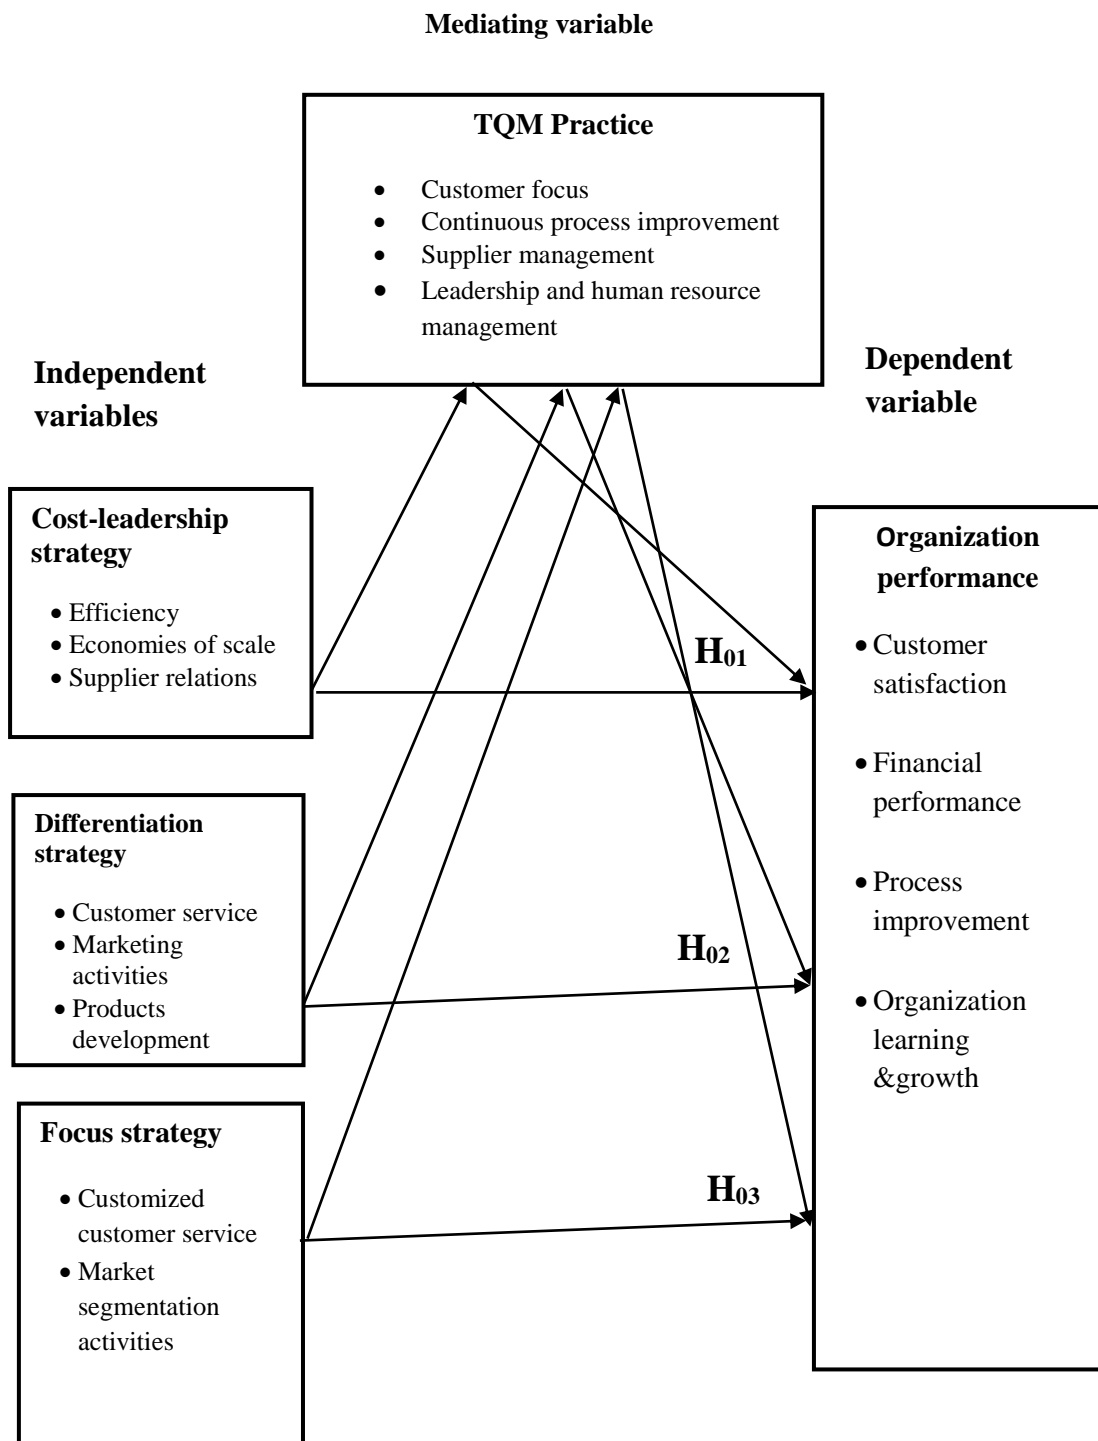 Mediating variable
TQM Practice
• Customer focus
• Continuous process improvement
• Supplier management
• Leadership and human resource
management
Independent
variables
Dependent
variable
Cost-leadership
strategy
• Efficiency
• Economies of scale
• Supplier relations
H01
Organization
performance
• Customer
satisfaction
• Financial
performance
• Process
improvement
• Organization
learning
&growth
Differentiation
strategy
• Customer service
• Marketing
activities
• Products
development
H02
Focus strategy
• Customized
customer service
• Market
segmentation
activities
H03